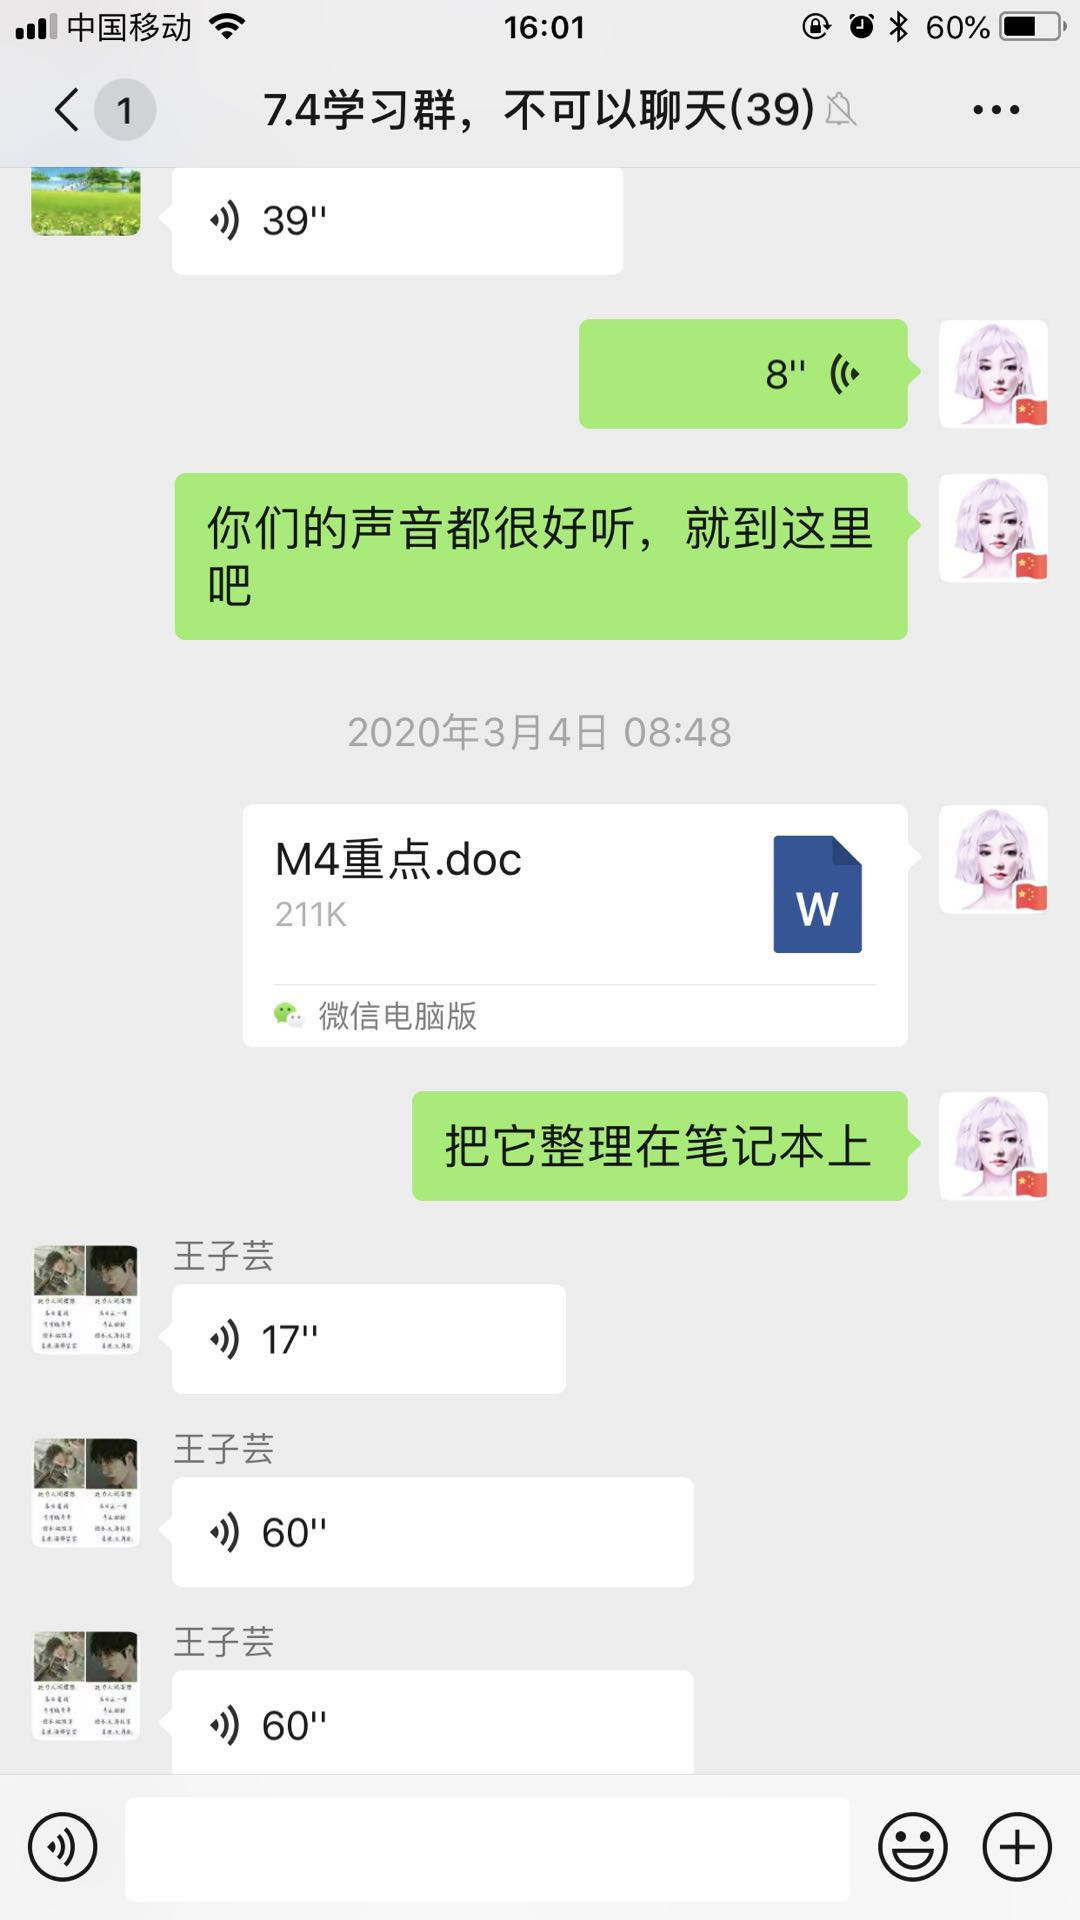 中国移动
16:01
60%
1
7.4学习群，不可以聊天(39)
39''
8''
你们的声音都很好听，就到这里
吧
2020年3月4日 08:48
M4重点.doc
211K
W
微信电脑版
把它整理在笔记本上
王子芸
17''
王子芸
60''
王子芸
60''